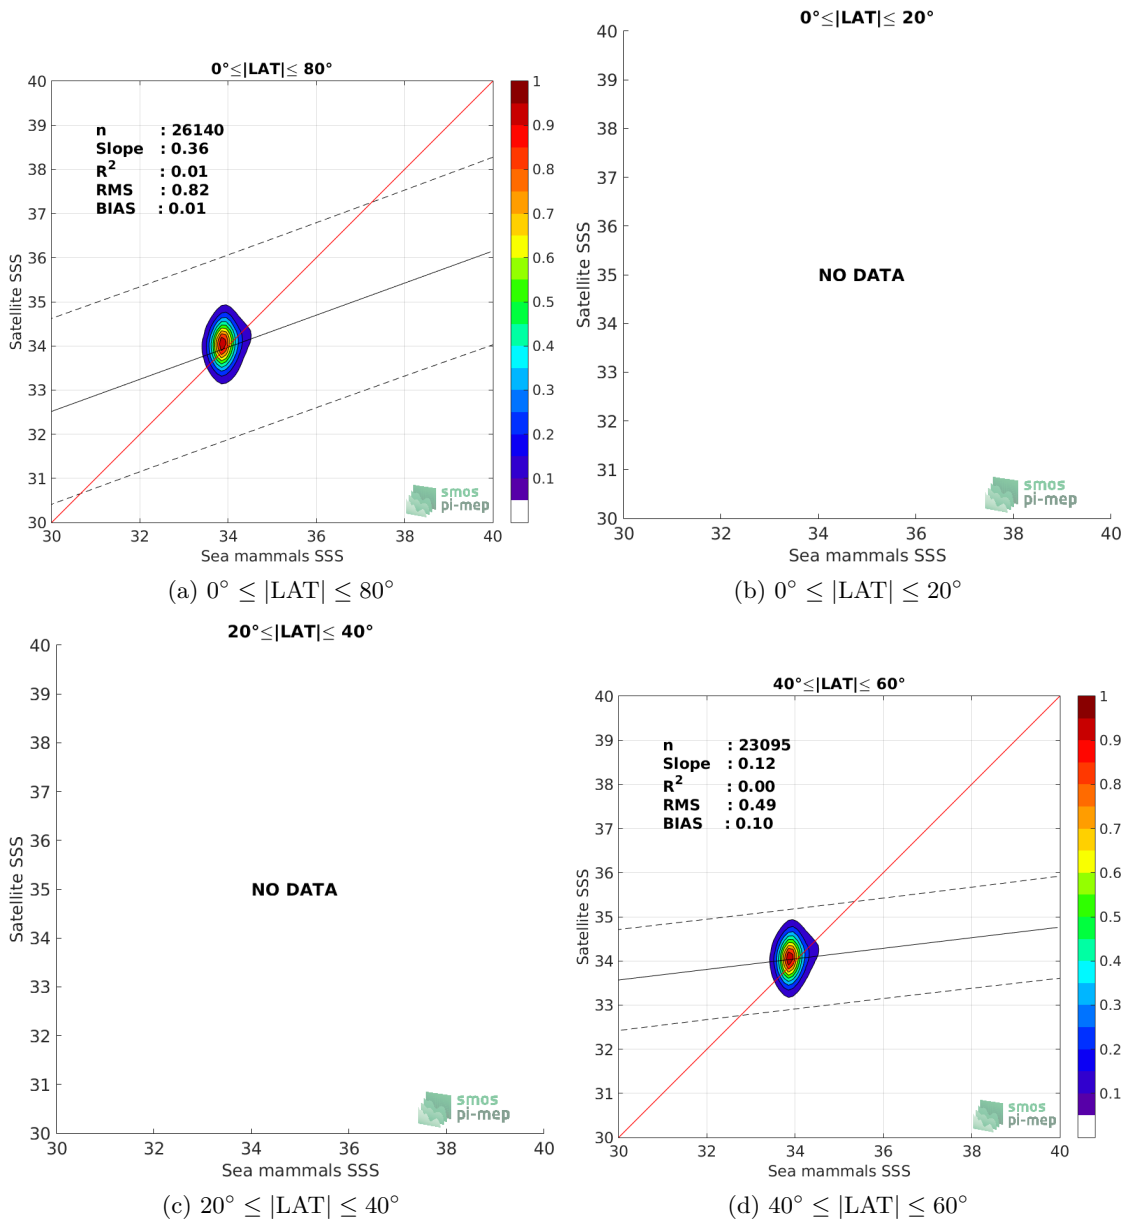 0°≤|LAT|≤ 80°
40
39
38
37
36
35
34
33
32
31
30
Satellite SSS
n : 26140
Slope : 0.36
R² : 0.01
RMS : 0.82
BIAS : 0.01
smos
pi-mep
30 32 34 36 38 40
Sea mammals SSS
1
0.9
0.8
0.7
0.6
0.5
0.4
0.3
0.2
0.1
(a) 0° ≤ |LAT| ≤ 80°
0°≤|LAT|≤ 20°
40
39
38
37
36
35
34
33
32
31
30
Satellite SSS
NO DATA
smos
pi-mep
30 32 34 36 38 40
Sea mammals SSS
(b) 0° ≤ |LAT| ≤ 20°
20°≤|LAT|≤ 40°
40
39
38
37
36
35
34
33
32
31
30
Satellite SSS
NO DATA
smos
pi-mep
30 32 34 36 38 40
Sea mammals SSS
(c) 20° ≤ |LAT| ≤ 40°
40°≤|LAT|≤ 60°
40
39
38
37
36
35
34
33
32
31
30
Satellite SSS
n : 23095
Slope : 0.12
R² : 0.00
RMS : 0.49
BIAS : 0.10
smos
pi-mep
30 32 34 36 38 40
Sea mammals SSS
1
0.9
0.8
0.7
0.6
0.5
0.4
0.3
0.2
0.1
(d) 40° ≤ |LAT| ≤ 60°